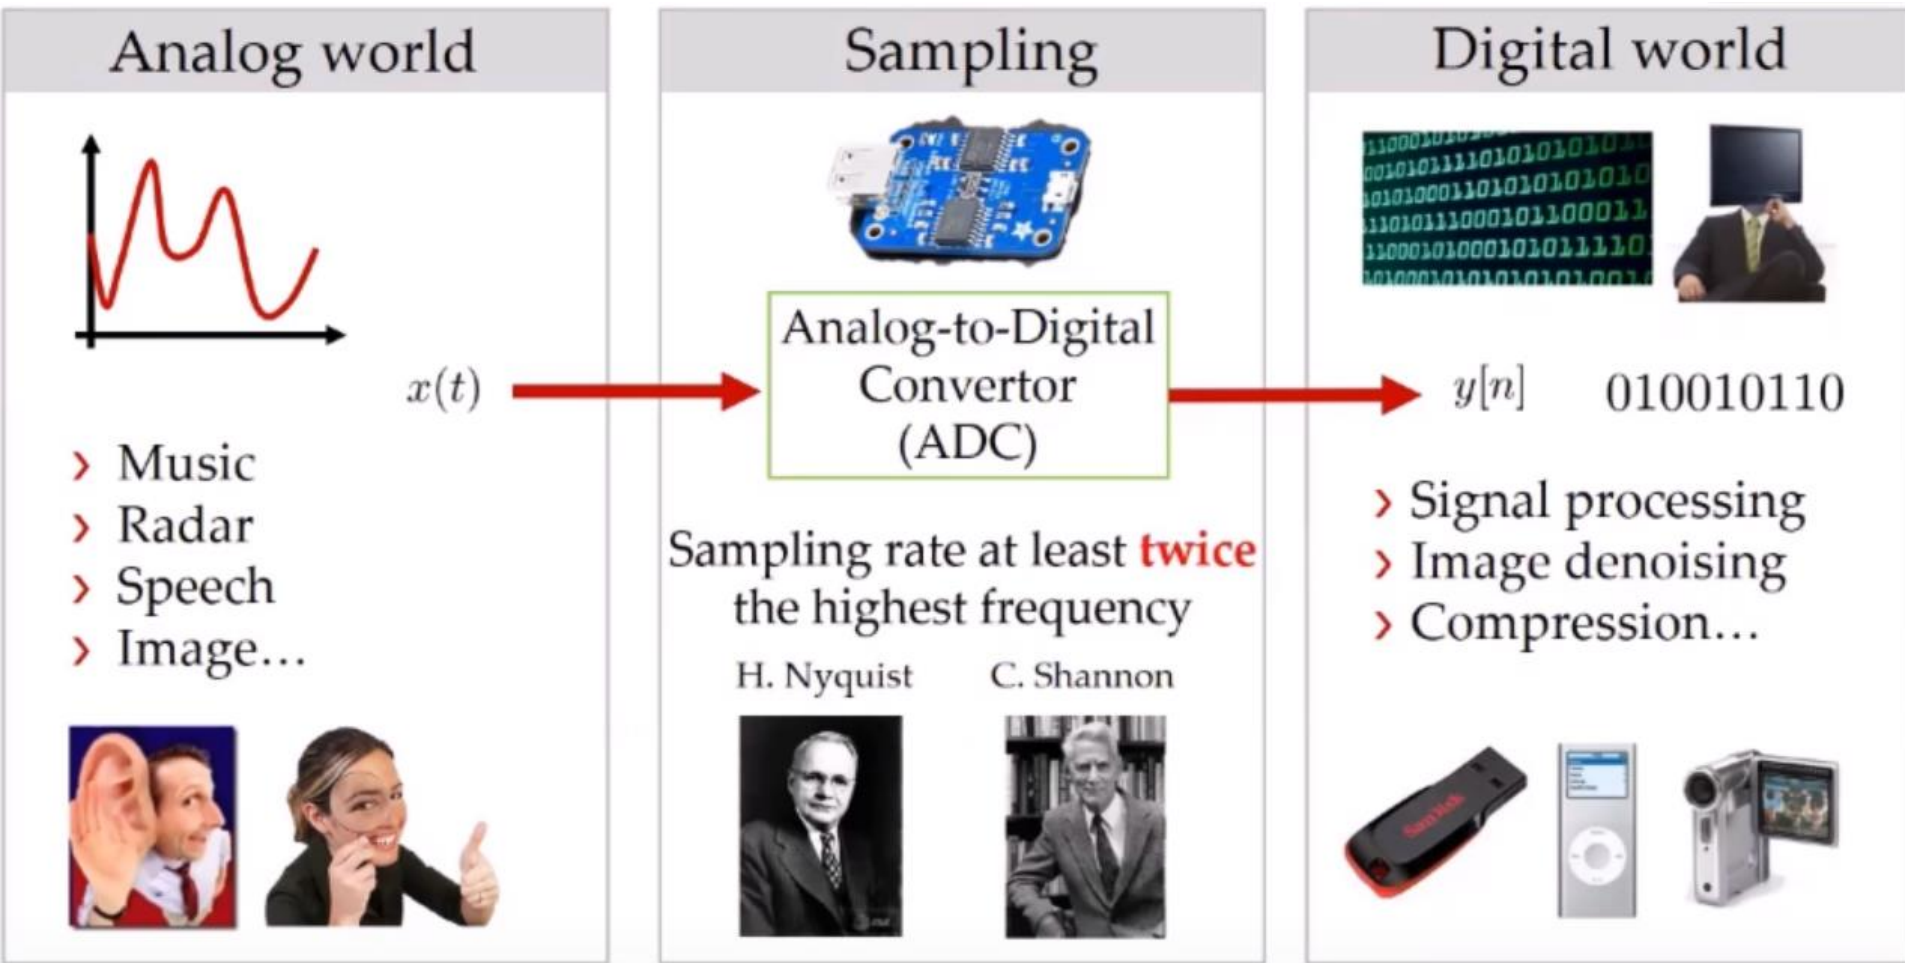 Analog world
x(t)
› Music
› Radar
› Speech
› Image...
Sampling
Analog-to-Digital
Convertor
(ADC)
Sampling rate at least twice
the highest frequency
H. Nyquist
C. Shannon
Digital world
y[n]
010010110
› Signal processing
› Image denoising
› Compression...
SanDisk